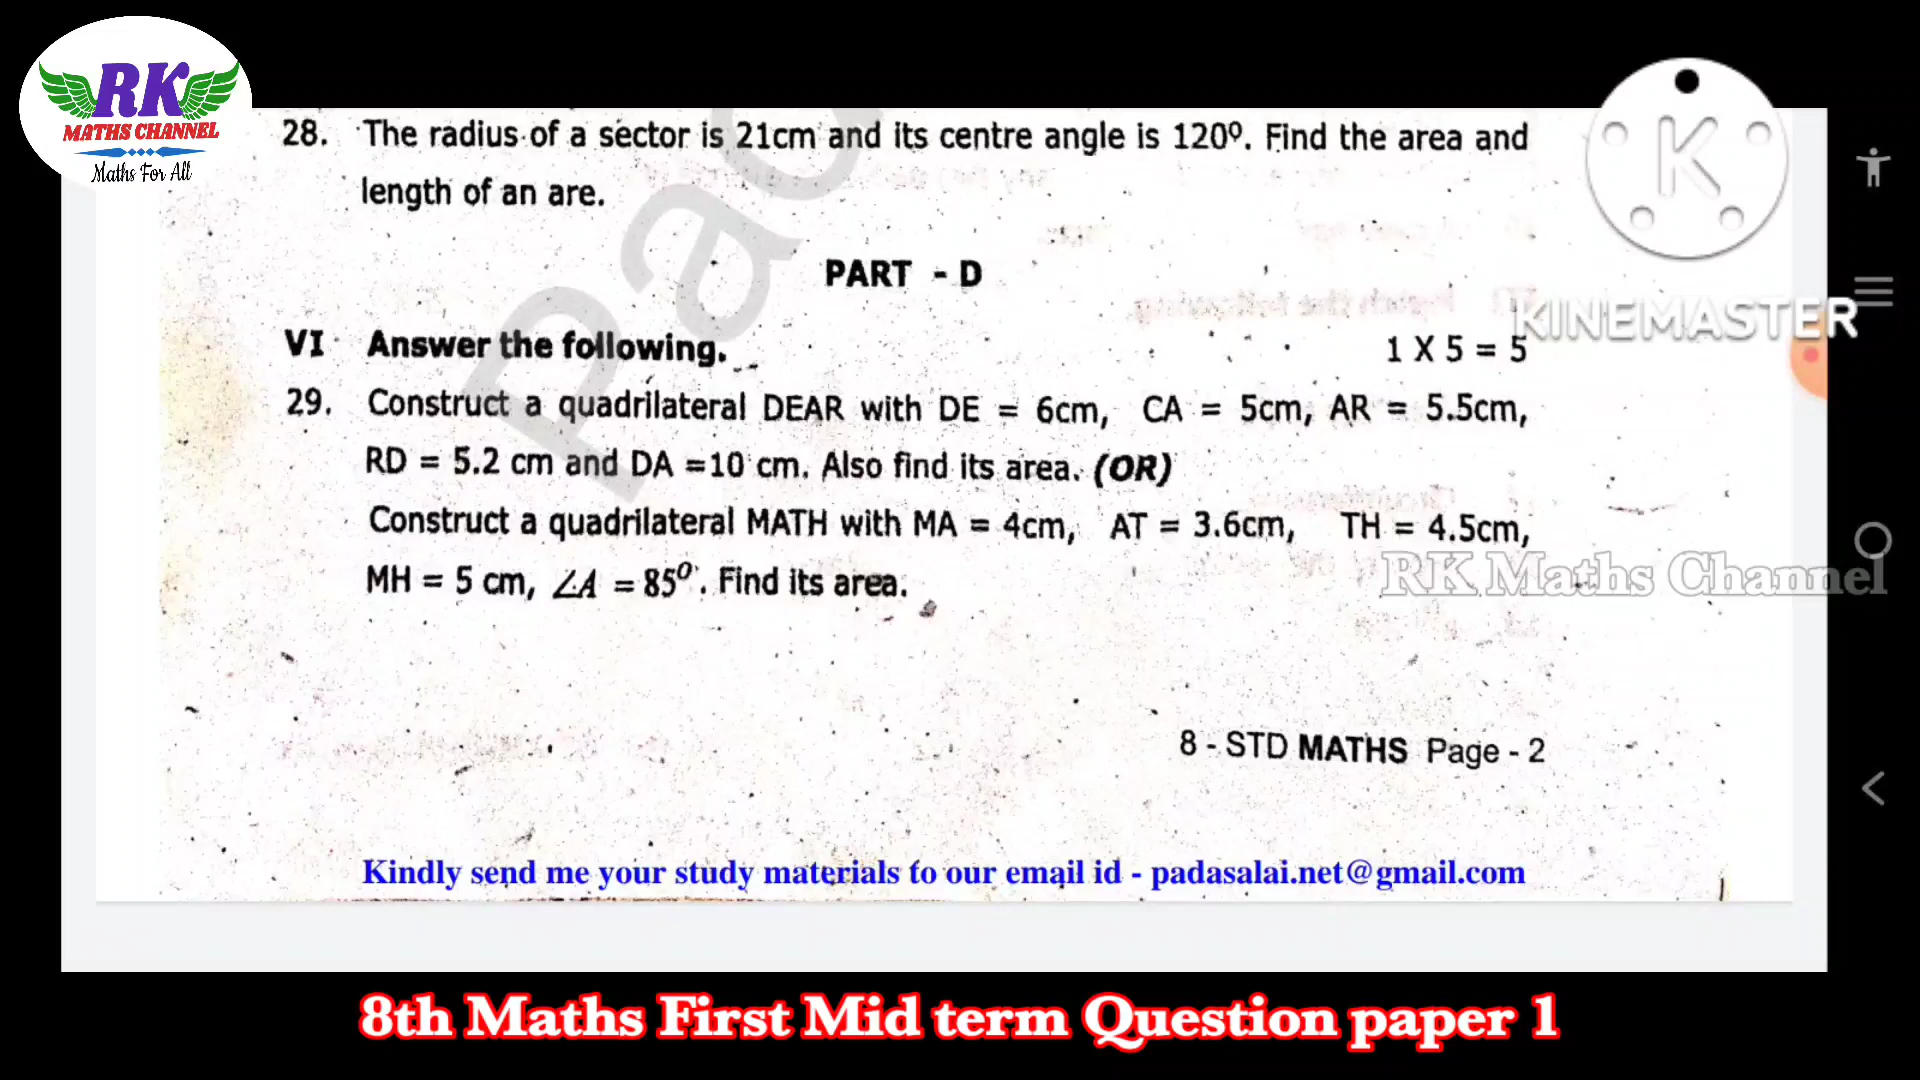 RK
MATHS CHANNEL
Maths For All
28. The radius of a sector is 21cm and its centre angle is 120º. Find the area and
length of an are.
PART - D
VI Answer the following. 1 X 5 = 5
29. Construct a quadrilateral DEAR with DE = 6cm, CA = 5cm, AR = 5.5cm,
RD = 5.2 cm and DA =10 cm. Also find its area. (OR)
Construct a quadrilateral MATH with MA = 4cm, AT = 3.6cm, TH = 4.5cm,
MH = 5 cm, ∠A = 85º. Find its area.
8 - STD MATHS Page - 2
Kindly send me your study materials to our email id - padasalai.net@gmail.com
K
KINEMASTER
RK Maths Channel
8th Maths First Mid term Question paper 1